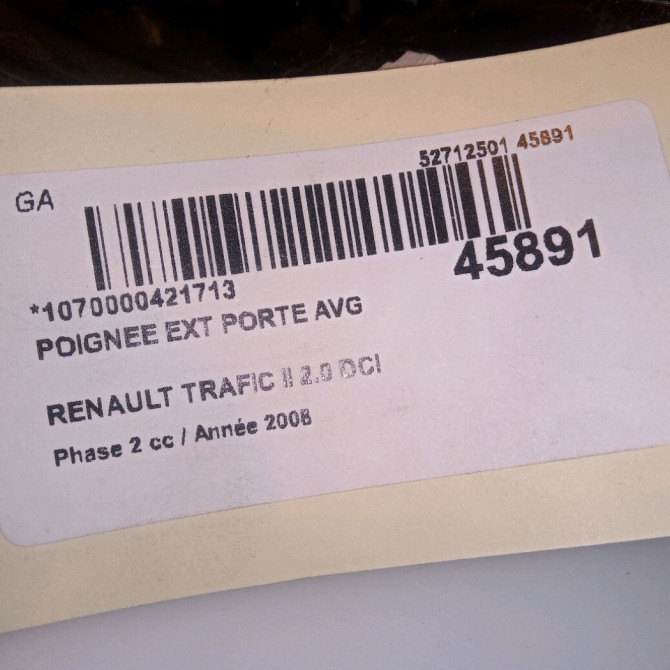 GA
52712501 45891
45891
*1070000421713
POIGNEE EXT PORTE AVG
RENAULT TRAFIC II 2.0 DCI
Phase 2 cc / Année 2008